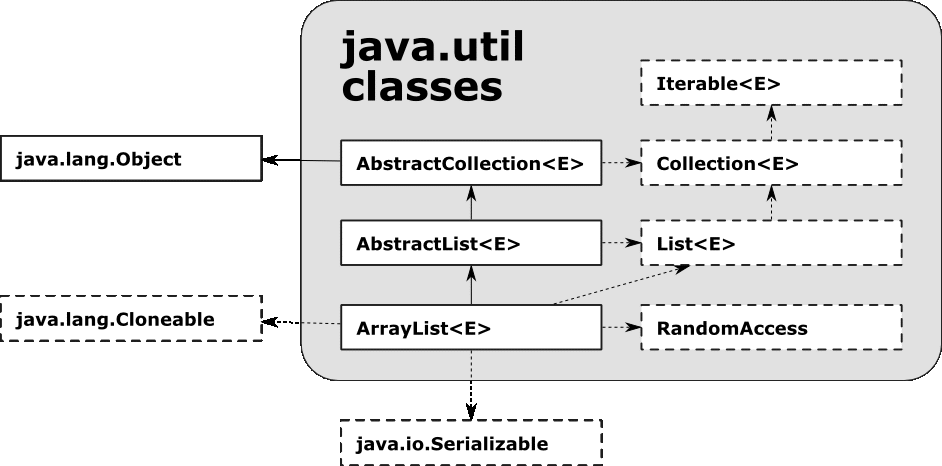 java.util
classes
Iterable<E>
java.lang.Object
AbstractCollection<E>
Collection<E>
AbstractList<E>
List<E>
java.lang.Cloneable
ArrayList<E>
RandomAccess
java.io.Serializable